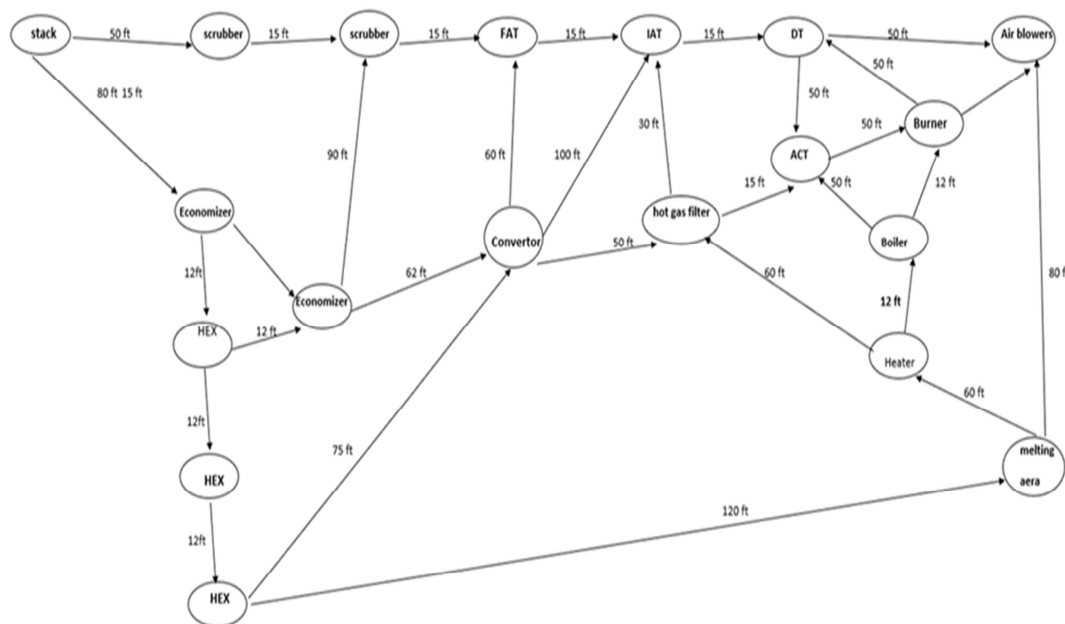 stack
50 ft
scrubber
15 ft
scrubber
15 ft
FAT
15 ft
IAT
15 ft
DT
50 ft
Air blowers
80 ft 15 ft
90 ft
60 ft
100 ft
30 ft
50 ft
50 ft
50 ft
Burner
ACT
15 ft
50 ft
12 ft
Economizer
hot gas filter
Convertor
50 ft
Boiler
12ft
62 ft
60 ft
80 f
Economizer
12 ft
HEX
12 ft
Heater
12ft
75 ft
60 ft
melting
aera
HEX
120 ft
12ft
HEX